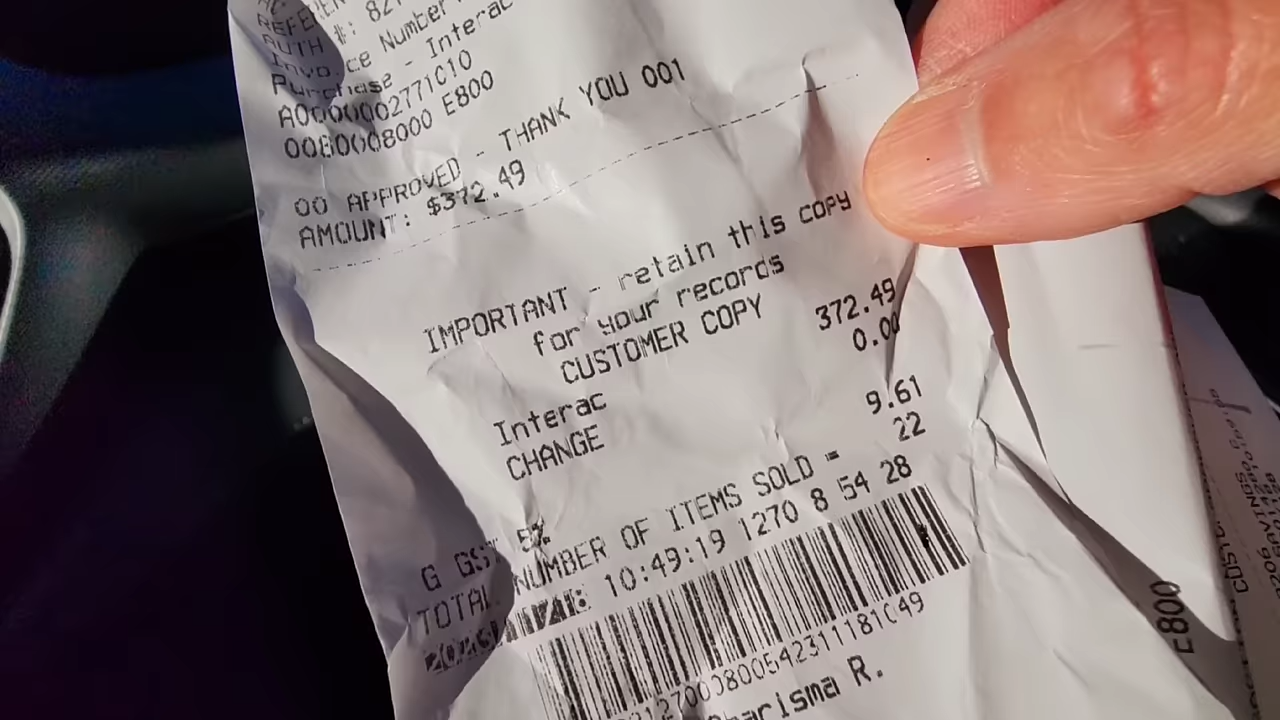 #: 82
Invoice Number
Purchase - Interac
A0000002771010
0080008000 E800
00 APPROVED - THANK YOU 001
AMOUNT: $372.49
IMPORTANT - retain this copy
for your records
CUSTOMER COPY
Interac 372.49
CHANGE 0.00
G GST 5% 9.61
TOTAL NUMBER OF ITEMS SOLD = 22
10:49:19 1270 8 54 28
Charisma R.
E800